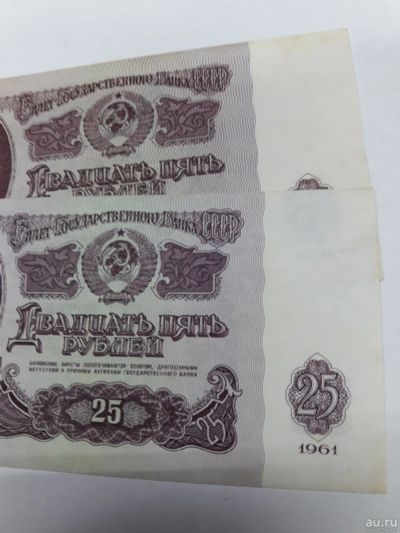 Билет Государственного Банка СССР
Двадцать пять
рублей
Билет Государственного Банка СССР
Двадцать пять
рублей
БАНКОВСКИЕ БИЛЕТЫ ОБЕСПЕЧИВАЮТСЯ ЗОЛОТОМ, ДРАГОЦЕННЫМИ
МЕТАЛЛАМИ И ПРОЧИМИ АКТИВАМИ ГОСУДАРСТВЕННОГО БАНКА
25
25
25
1961
au.ru